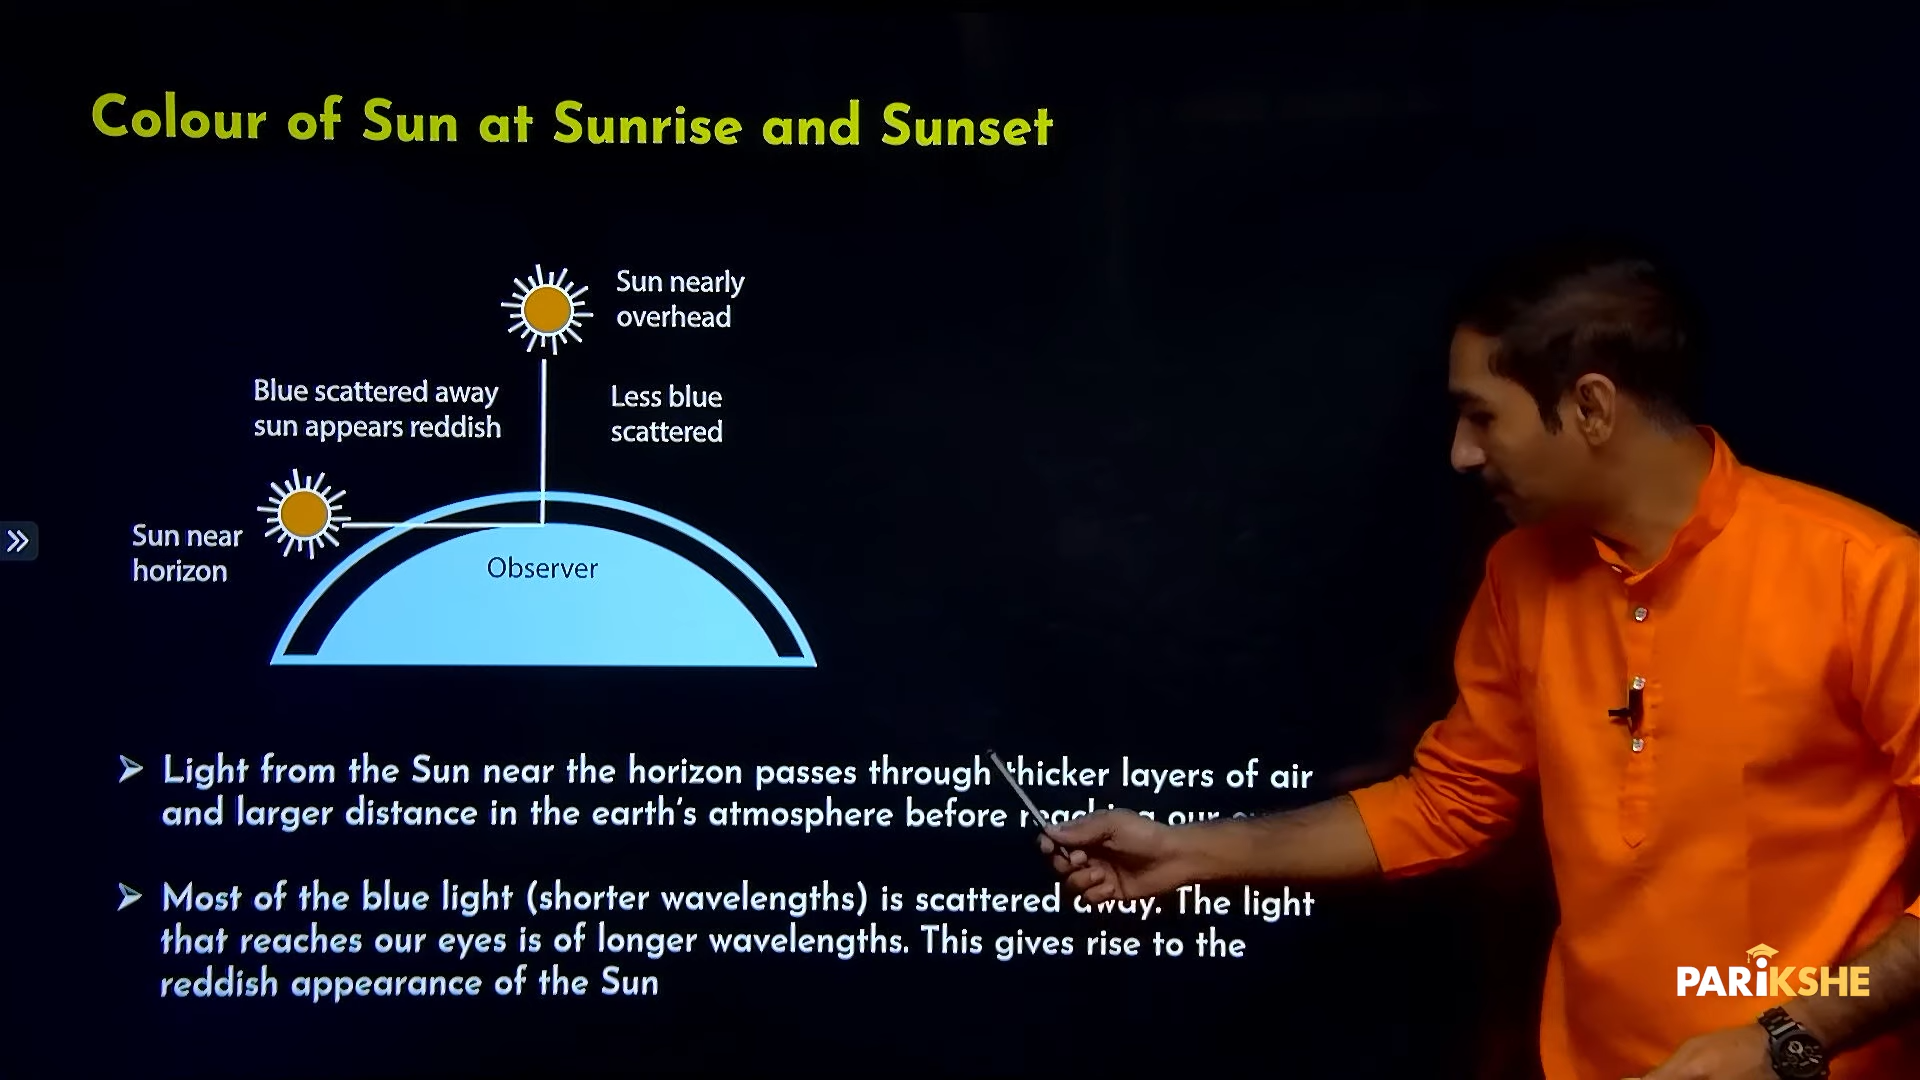 Colour of Sun at Sunrise and Sunset
Sun nearly
overhead
Blue scattered away
sun appears reddish
Less blue
scattered
Sun near
horizon
Observer
Light from the Sun near the horizon passes through thicker layers of air
and larger distance in the earth's atmosphere before reaching our
Most of the blue light (shorter wavelengths) is scattered away. The light
that reaches our eyes is of longer wavelengths. This gives rise to the
reddish appearance of the Sun
PARiKSHE